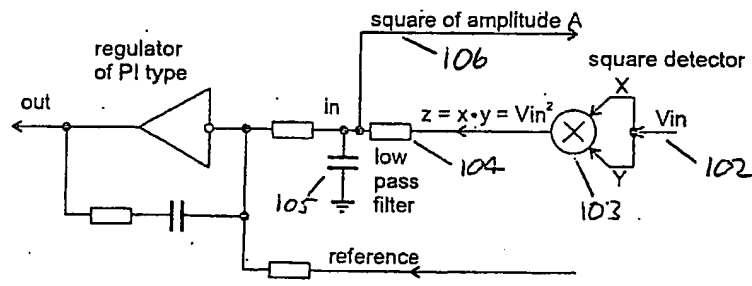 square of amplitude A
106
regulator
of PI type
square detector
X
out
in
z = x·y = Vin²
Vin
low
pass
filter
104
102
105
Y
103
reference